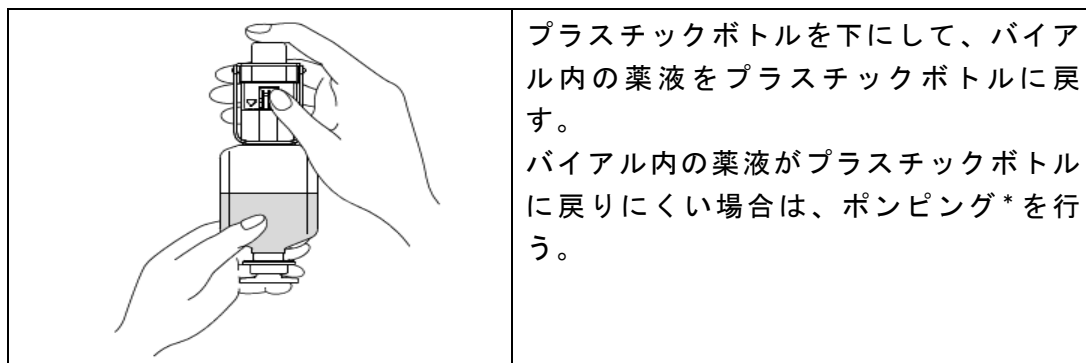 プラスチックボトルを下にして、バイア
ル内の薬液をプラスチックボトルに戻
す。
バイアル内の薬液がプラスチックボトル
に戻りにくい場合は、ポンピング*を行
う。